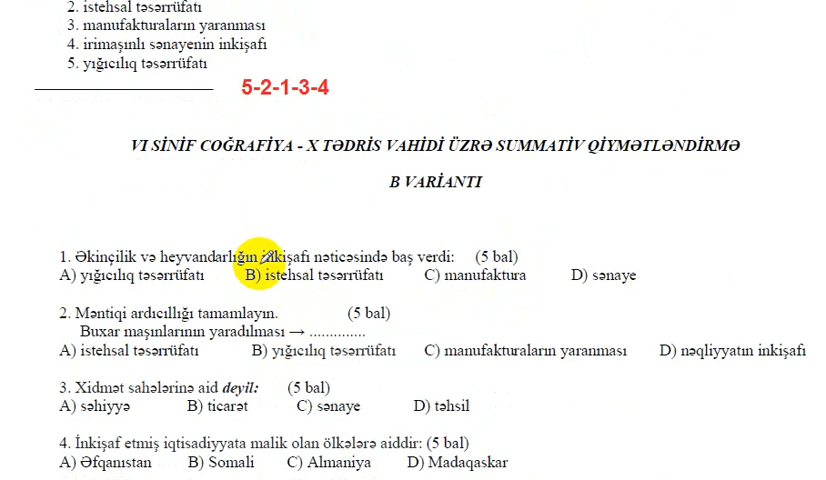 2. istehsal təsərrüfatı
3. manufakturaların yaranması
4. irimaşınlı sənayenin inkişafı
5. yığıcılıq təsərrüfatı
5-2-1-3-4
VI SİNİF COĞRAFİYA - X TƏDRİS VAHİDİ ÜZRƏ SUMMATİV QİYMƏTLƏNDİRMƏ
B VARİANTI
1. Əkinçilik və heyvandarlığın inkişafı nəticəsində baş verdi: (5 bal)
A) yığıcılıq təsərrüfatı B) istehsal təsərrüfatı C) manufaktura D) sənaye
2. Məntiqi ardıcıllığı tamamlayın. (5 bal)
Buxar maşınlarının yaradılması → ..............
A) istehsal təsərrüfatı B) yığıcılıq təsərrüfatı C) manufakturaların yaranması D) nəqliyyatın inkişafı
3. Xidmət sahələrinə aid deyil: (5 bal)
A) səhiyyə B) ticarət C) sənaye D) təhsil
4. İnkişaf etmiş iqtisadiyyata malik olan ölkələrə aiddir: (5 bal)
A) Əfqanıstan B) Somali C) Almaniya D) Madaqaskar